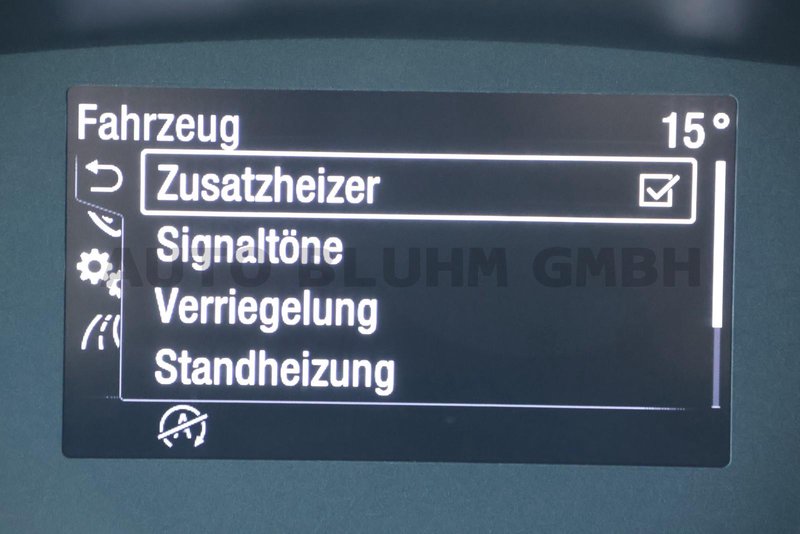 Fahrzeug 15°
Zusatzheizer
Signaltöne
AUTO BLUHM GMBH
Verriegelung
Standheizung
A